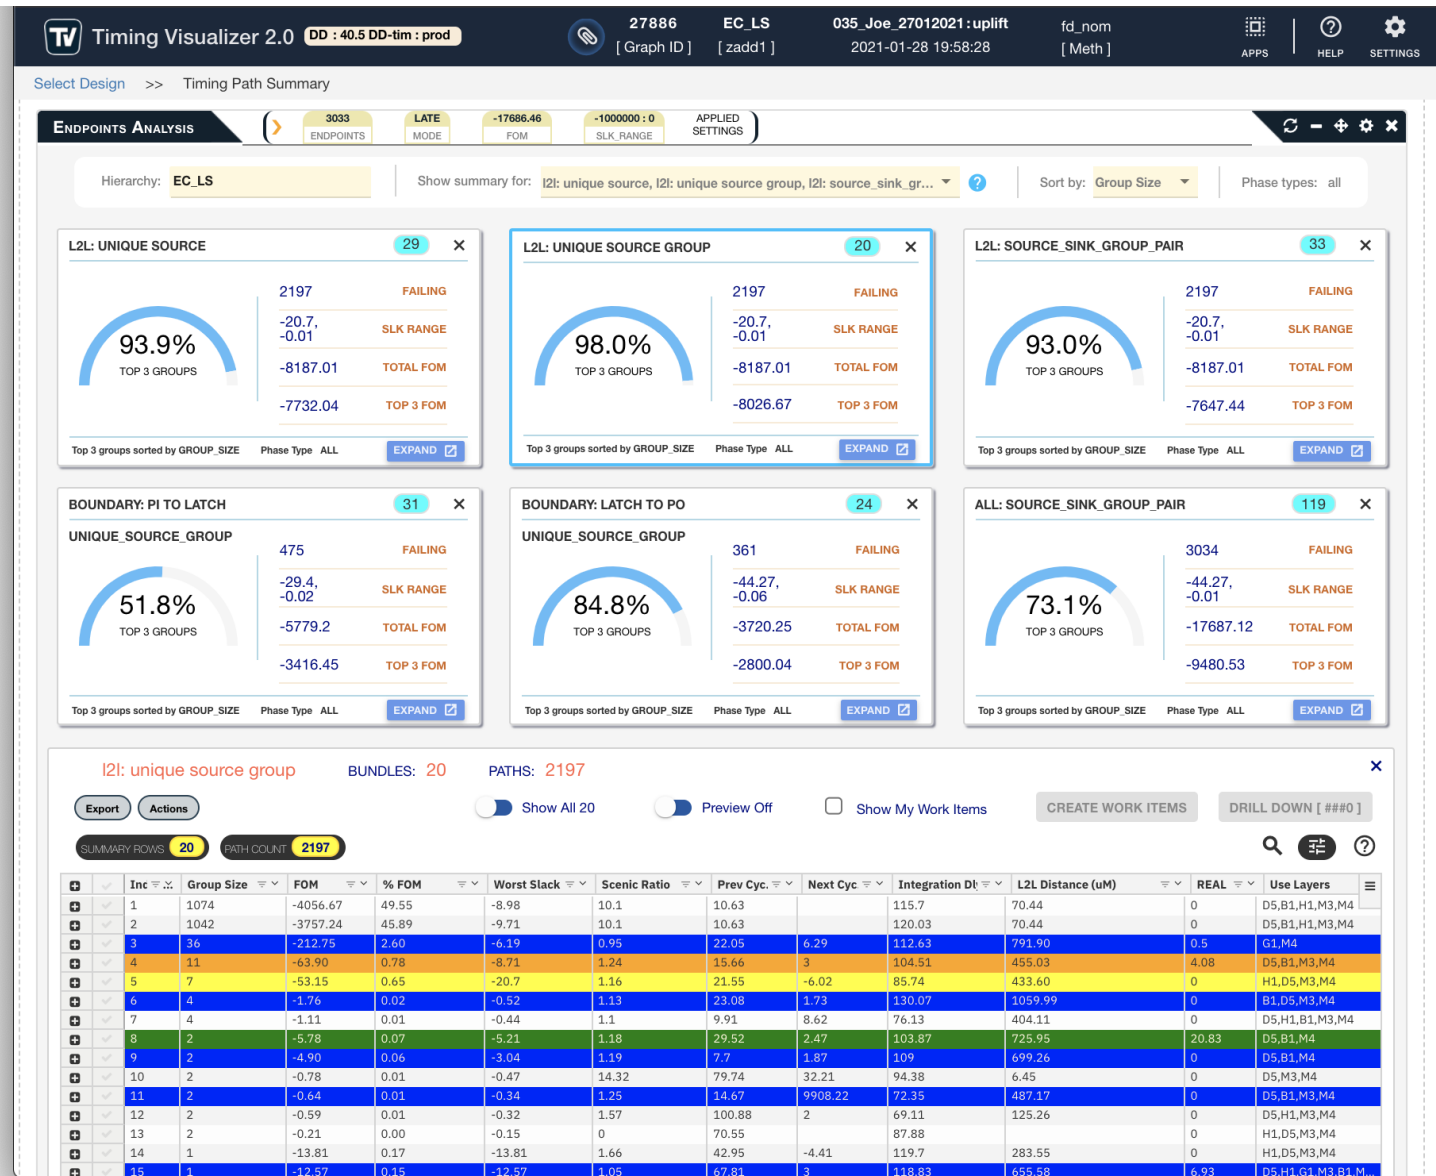 TV Timing Visualizer 2.0 DD : 40.5 DD-tim : prod 27886 EC_LS 035_Joe_27012021:uplift fd_nom
[ Graph ID ] [ zadd1 ] 2021-01-28 19:58:28 [ Meth ] APPS HELP SETTINGS
Select Design >> Timing Path Summary
ENDPOINTS ANALYSIS 3033 LATE -17686.46 -1000000 : 0 APPLIED
ENDPOINTS MODE FOM SLK_RANGE SETTINGS
Hierarchy: EC_LS Show summary for: l2l: unique source, l2l: unique source group, l2l: source_sink_gr... Sort by: Group Size Phase types: all
L2L: UNIQUE SOURCE 29
2197 FAILING
-20.7, -0.01 SLK RANGE
93.9%
TOP 3 GROUPS
-8187.01 TOTAL FOM
-7732.04 TOP 3 FOM
Top 3 groups sorted by GROUP_SIZE Phase Type ALL EXPAND
L2L: UNIQUE SOURCE GROUP 20
2197 FAILING
-20.7, -0.01 SLK RANGE
98.0%
TOP 3 GROUPS
-8187.01 TOTAL FOM
-8026.67 TOP 3 FOM
Top 3 groups sorted by GROUP_SIZE Phase Type ALL EXPAND
L2L: SOURCE_SINK_GROUP_PAIR 33
2197 FAILING
-20.7, -0.01 SLK RANGE
93.0%
TOP 3 GROUPS
-8187.01 TOTAL FOM
-7647.44 TOP 3 FOM
Top 3 groups sorted by GROUP_SIZE Phase Type ALL EXPAND
BOUNDARY: PI TO LATCH 31
UNIQUE_SOURCE_GROUP
475 FAILING
-29.4, -0.02 SLK RANGE
51.8%
TOP 3 GROUPS
-5779.2 TOTAL FOM
-3416.45 TOP 3 FOM
Top 3 groups sorted by GROUP_SIZE Phase Type ALL EXPAND
BOUNDARY: LATCH TO PO 24
UNIQUE_SOURCE_GROUP
361 FAILING
-44.27, -0.06 SLK RANGE
84.8%
TOP 3 GROUPS
-3720.25 TOTAL FOM
-2800.04 TOP 3 FOM
Top 3 groups sorted by GROUP_SIZE Phase Type ALL EXPAND
ALL: SOURCE_SINK_GROUP_PAIR 119
3034 FAILING
-44.27, -0.01 SLK RANGE
73.1%
TOP 3 GROUPS
-17687.12 TOTAL FOM
-9480.53 TOP 3 FOM
Top 3 groups sorted by GROUP_SIZE Phase Type ALL EXPAND
l2l: unique source group BUNDLES: 20 PATHS: 2197
Export Actions Show All 20 Preview Off Show My Work Items CREATE WORK ITEMS DRILL DOWN [ ###0 ]
SUMMARY ROWS 20 PATH COUNT 2197
Inc Group Size FOM % FOM Worst Slack Scenic Ratio Prev Cyc. Next Cyc Integration Dl L2L Distance (uM) REAL Use Layers
1 1074 -4056.67 49.55 -8.98 10.1 10.63 115.7 70.44 0 D5,B1,H1,M3,M4
2 1042 -3757.24 45.89 -9.71 10.1 10.63 120.03 70.44 0 D5,B1,H1,M3,M4
3 36 -212.75 2.60 -6.19 0.95 22.05 6.29 112.63 791.90 0.5 G1,M4
4 11 -63.90 0.78 -8.71 1.24 15.66 3 104.51 455.03 4.08 D5,B1,M3,M4
5 7 -53.15 0.65 -20.7 1.16 21.55 -6.02 85.74 433.60 0 H1,D5,M3,M4
6 4 -1.76 0.02 -0.52 1.13 23.08 1.73 130.07 1059.99 0 B1,D5,M3,M4
7 4 -1.11 0.01 -0.44 1.1 9.91 8.62 76.13 404.11 0 D5,H1,B1,M3,M4
8 2 -5.78 0.07 -5.21 1.18 29.52 2.47 103.87 725.95 20.83 D5,B1,M4
9 2 -4.90 0.06 -3.04 1.19 7.7 1.87 109 699.26 0 D5,B1,M4
10 2 -0.78 0.01 -0.47 14.32 79.74 32.21 94.38 6.45 0 D5,M3,M4
11 2 -0.64 0.01 -0.34 1.25 14.67 9908.22 72.35 487.17 0 D5,B1,M3,M4
12 2 -0.59 0.01 -0.32 1.57 100.88 2 69.11 125.26 0 D5,H1,M3,M4
13 2 -0.21 0.00 -0.15 0 70.55 87.88 0 H1,D5,M3,M4
14 1 -13.81 0.17 -13.81 1.66 42.95 -4.41 119.7 283.55 0 D5,H1,M3,M4
15 1 -12.57 0.15 -12.57 1.05 67.81 3 118.83 655.58 6.93 D5,H1,G1,M3,B1,M...